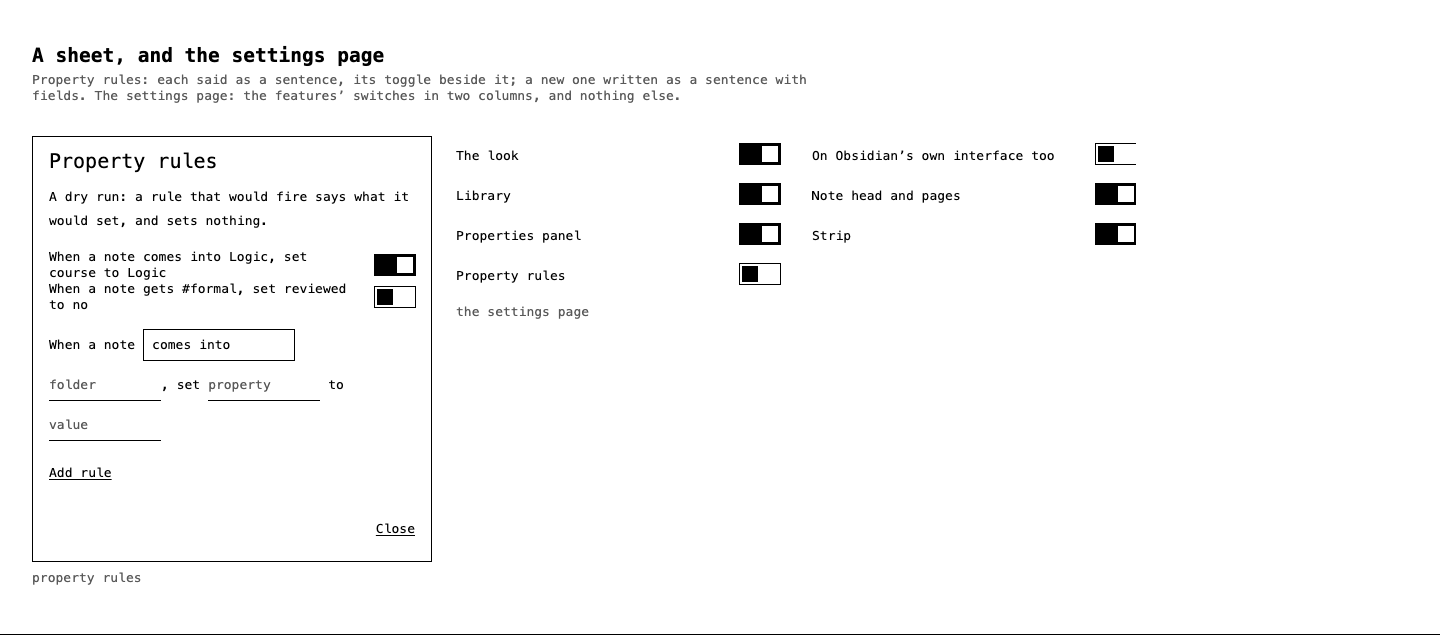 A sheet, and the settings page
Property rules: each said as a sentence, its toggle beside it; a new one written as a sentence with
fields. The settings page: the features’ switches in two columns, and nothing else.
Property rules
A dry run: a rule that would fire says what it
would set, and sets nothing.
When a note comes into Logic, set
course to Logic
When a note gets #formal, set reviewed
to no
When a note comes into
folder , set property to
value
Add rule
Close
property rules
The look
On Obsidian’s own interface too
Library
Note head and pages
Properties panel
Strip
Property rules
the settings page